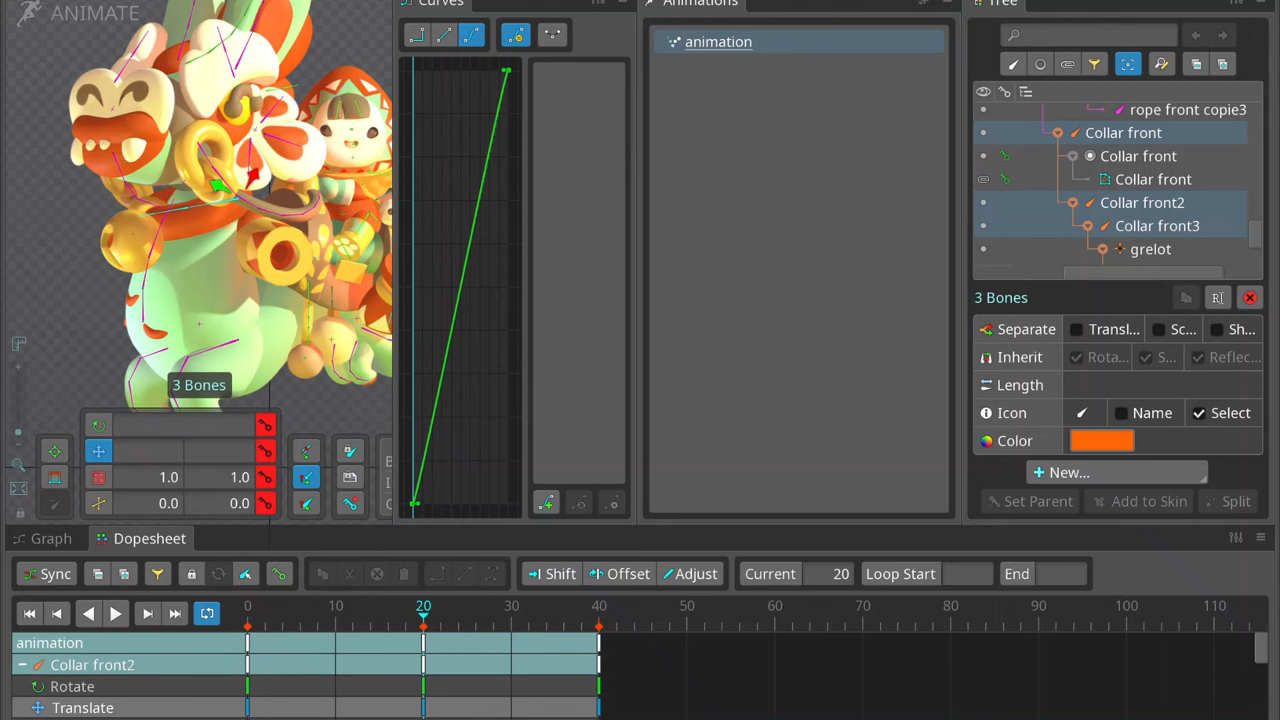 ANIMATE
Curves
Animations
Tree
animation
rope front copie3
Collar front
Collar front
Collar front
Collar front2
Collar front3
grelot
3 Bones
Separate Transl... Sc... Sh...
Inherit Rota... S... Reflec...
Length
Icon Name Select
Color
New...
Set Parent Add to Skin Split
3 Bones
1.0 1.0
0.0 0.0
Graph Dopesheet
Sync Shift Offset Adjust Current 20 Loop Start End
0 10 20 30 40 50 60 70 80 90 100 110
animation
Collar front2
Rotate
Translate